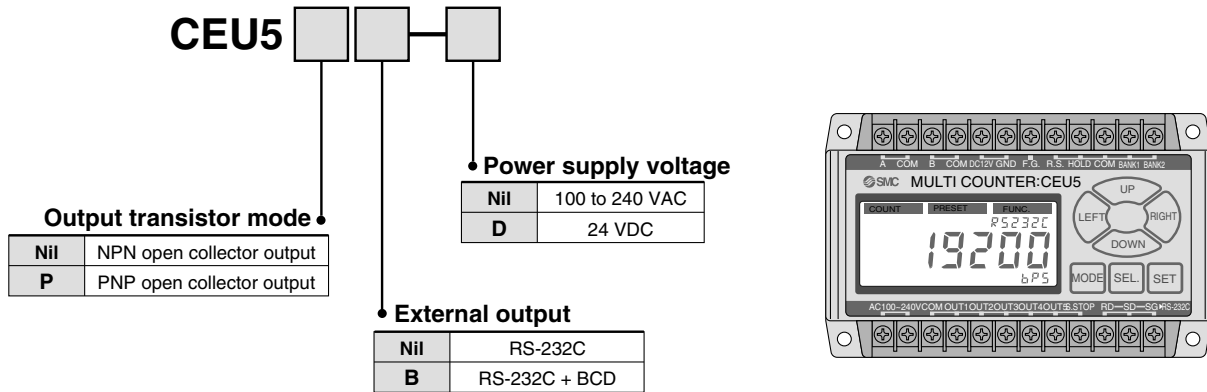 CEU5
Power supply voltage
Nil 100 to 240 VAC
D 24 VDC
Output transistor mode
Nil NPN open collector output
P PNP open collector output
External output
Nil RS-232C
B RS-232C + BCD
A COM B COM DC12V GND F.G. R.S. HOLD COM BANK1 BANK2
SMC MULTI COUNTER:CEU5
COUNT PRESET FUNC.
RS232C
19200
bPS
UP
LEFT RIGHT
DOWN
MODE SEL. SET
AC100~240V COM OUT1 OUT2 OUT3 OUT4 OUT5 S.STOP RD SD SG RS-232C